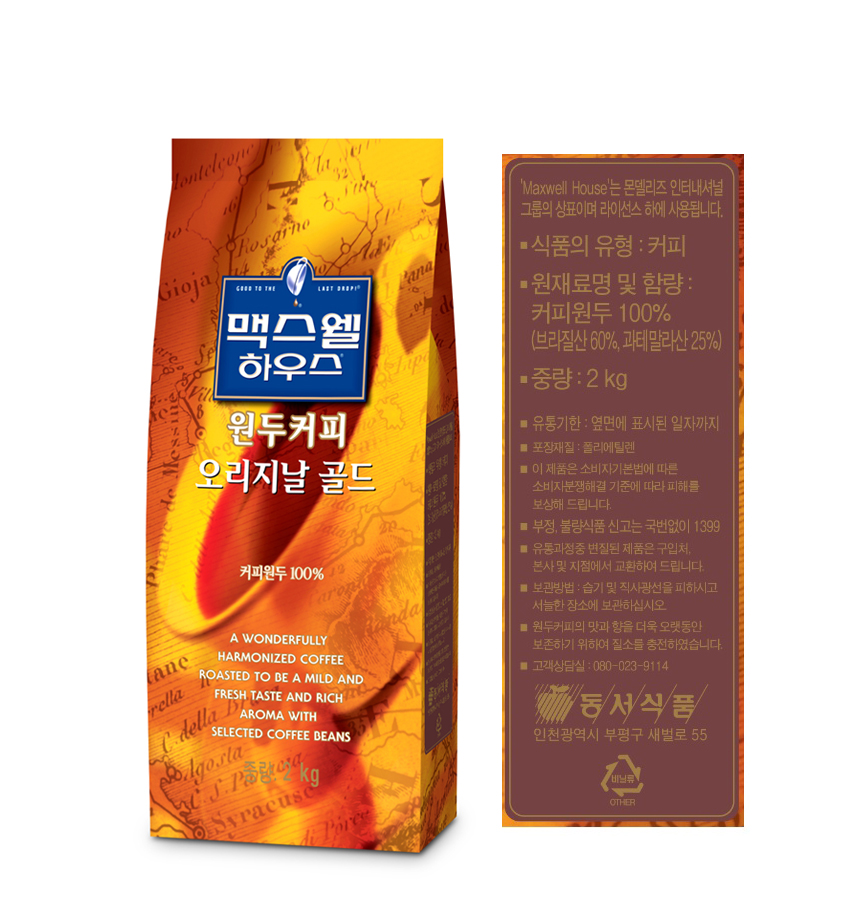 GOOD TO THE LAST DROP!®
맥스웰
하우스
원두커피
오리지날 골드
커피원두 100%
A WONDERFULLY
HARMONIZED COFFEE
ROASTED TO BE A MILD AND
FRESH TASTE AND RICH
AROMA WITH
SELECTED COFFEE BEANS
중량 2 kg
Rosarno
Gioja
Agosta
Syracuse
C. della B
'Maxwell House'는 몬델리즈 인터내셔널
그룹의 상표이며 라이선스 하에 사용됩니다.
■ 식품의 유형 : 커피
■ 원재료명 및 함량 :
커피원두 100%
(브라질산 60%, 과테말라산 25%)
■ 중량 : 2 kg
■ 유통기한 : 옆면에 표시된 일자까지
■ 포장재질 : 폴리에틸렌
■ 이 제품은 소비자기본법에 따른
소비자분쟁해결 기준에 따라 피해를
보상해 드립니다.
■ 부정, 불량식품 신고는 국번없이 1399
■ 유통과정중 변질된 제품은 구입처,
본사 및 지점에서 교환하여 드립니다.
■ 보관방법 : 습기 및 직사광선을 피하시고
서늘한 장소에 보관하십시오.
■ 원두커피의 맛과 향을 더욱 오랫동안
보존하기 위하여 질소를 충전하였습니다.
■ 고객상담실 : 080-023-9114
동서식품
인천광역시 부평구 새벌로 55
비닐류
OTHER